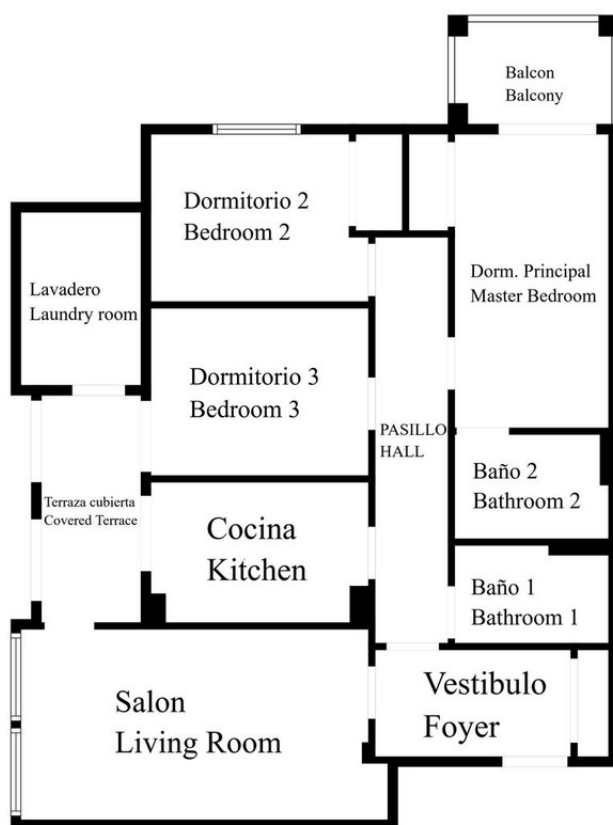 Balcon
Balcony
Dormitorio 2
Bedroom 2
Lavadero
Laundry room
Dorm. Principal
Master Bedroom
Dormitorio 3
Bedroom 3
PASILLO
HALL
Baño 2
Bathroom 2
Terraza cubierta
Covered Terrace
Cocina
Kitchen
Baño 1
Bathroom 1
Salon
Living Room
Vestibulo
Foyer